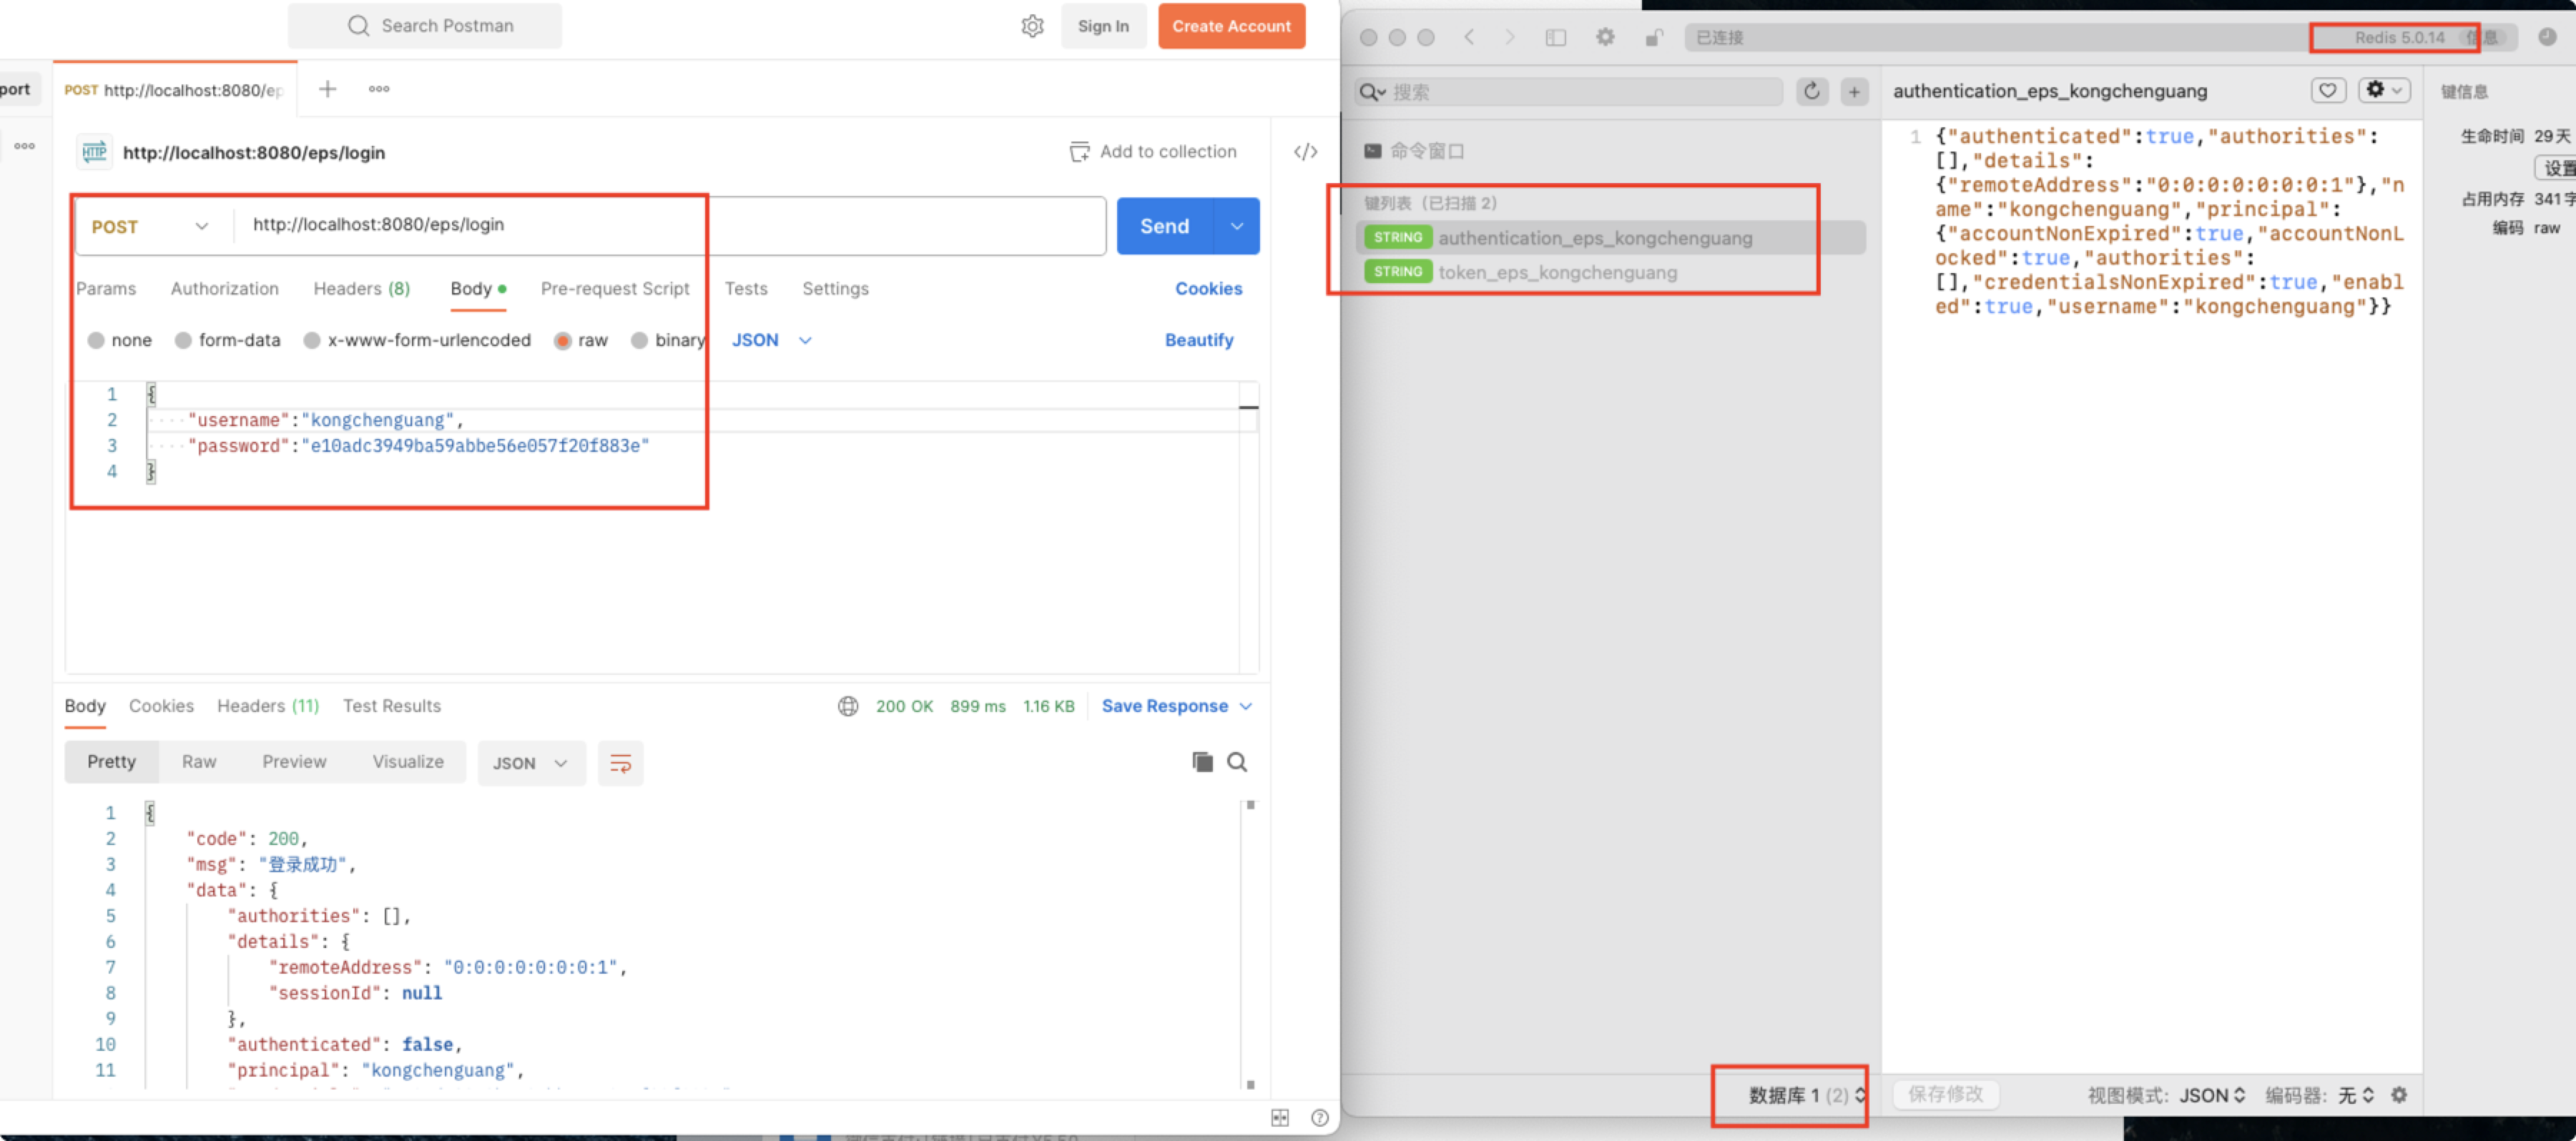 Search Postman
Sign In
Create Account
port
POST http://localhost:8080/ep
HTTP
http://localhost:8080/eps/login
Add to collection
</>
POST
http://localhost:8080/eps/login
Send
Params
Authorization
Headers (8)
Body
Pre-request Script
Tests
Settings
Cookies
none
form-data
x-www-form-urlencoded
raw
binary
JSON
Beautify
1 {
2 "username":"kongchenguang",
3 "password":"e10adc3949ba59abbe56e057f20f883e"
4 }
Body
Cookies
Headers (11)
Test Results
200 OK
899 ms
1.16 KB
Save Response
Pretty
Raw
Preview
Visualize
JSON
1 {
2 "code": 200,
3 "msg": "登录成功",
4 "data": {
5 "authorities": [],
6 "details": {
7 "remoteAddress": "0:0:0:0:0:0:0:1",
8 "sessionId": null
9 },
10 "authenticated": false,
11 "principal": "kongchenguang",
已连接
Redis 5.0.14
信息
搜索
命令窗口
键列表（已扫描 2）
STRING authentication_eps_kongchenguang
STRING token_eps_kongchenguang
数据库 1 (2)
authentication_eps_kongchenguang
1 {"authenticated":true,"authorities":
[],"details":
{"remoteAddress":"0:0:0:0:0:0:0:1"},"n
ame":"kongchenguang","principal":
{"accountNonExpired":true,"accountNonL
ocked":true,"authorities":
[],"credentialsNonExpired":true,"enabl
ed":true,"username":"kongchenguang"}}
保存修改
视图模式: JSON
编码器: 无
键信息
生命时间 29天
设置
占用内存 341字
编码 raw